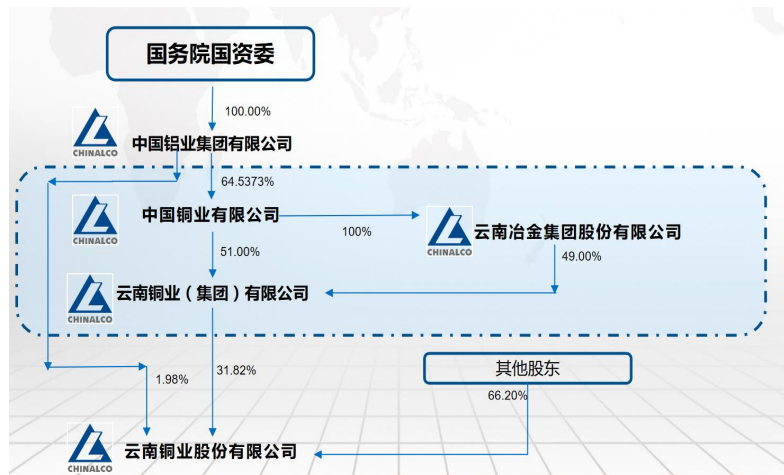 国务院国资委
100.00%
CHINALCO
中国铝业集团有限公司
64.5373%
CHINALCO
中国铜业有限公司
100%
CHINALCO
云南冶金集团股份有限公司
51.00%
49.00%
CHINALCO
云南铜业（集团）有限公司
其他股东
1.98%
31.82%
66.20%
CHINALCO
云南铜业股份有限公司